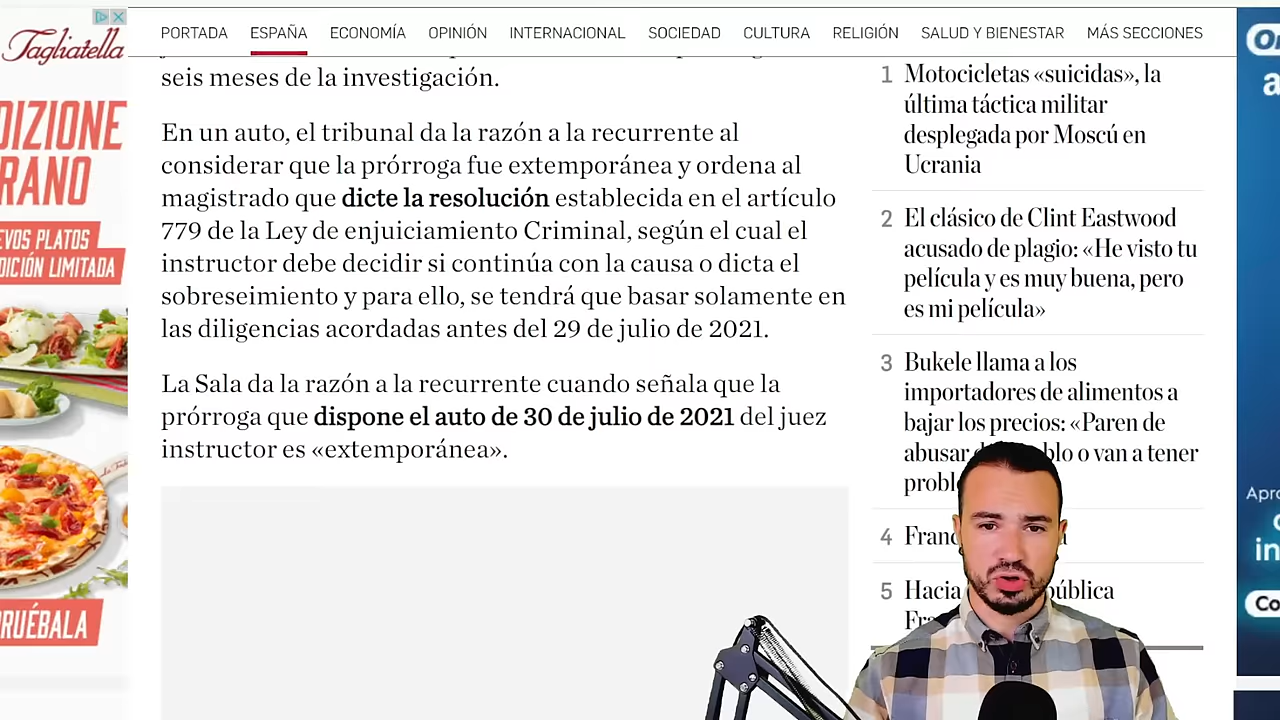 Tagliatella
DIZIONE
RANO
EVOS PLATOS
DICIÓN LIMITADA
PRUÉBALA
PORTADA ESPAÑA ECONOMÍA OPINIÓN INTERNACIONAL SOCIEDAD CULTURA RELIGIÓN SALUD Y BIENESTAR MÁS SECCIONES
seis meses de la investigación.
En un auto, el tribunal da la razón a la recurrente al
considerar que la prórroga fue extemporánea y ordena al
magistrado que dicte la resolución establecida en el artículo
779 de la Ley de enjuiciamiento Criminal, según el cual el
instructor debe decidir si continúa con la causa o dicta el
sobreseimiento y para ello, se tendrá que basar solamente en
las diligencias acordadas antes del 29 de julio de 2021.
La Sala da la razón a la recurrente cuando señala que la
prórroga que dispone el auto de 30 de julio de 2021 del juez
instructor es «extemporánea».
1 Motocicletas «suicidas», la
última táctica militar
desplegada por Moscú en
Ucrania
2 El clásico de Clint Eastwood
acusado de plagio: «He visto tu
película y es muy buena, pero
es mi película»
3 Bukele llama a los
importadores de alimentos a
bajar los precios: «Paren de
abusar blo o van a tener
probl
4 Franc
5 Hacia pública
Fra
a
Apro
in
Co